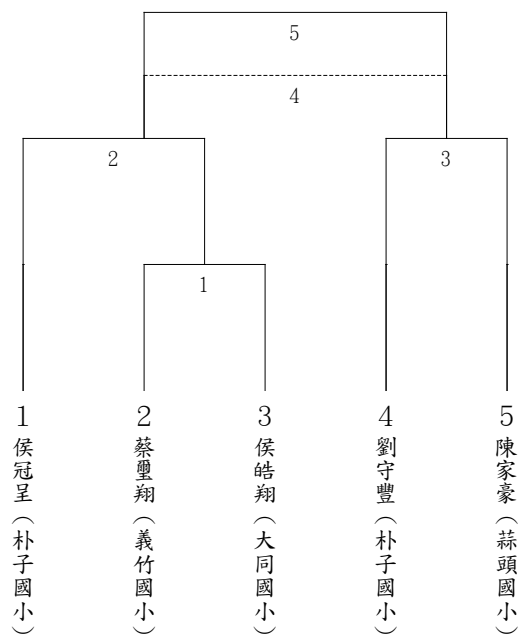 5
4
2
3
1
1
侯冠呈(朴子國小)
2
蔡璽翔(義竹國小)
3
侯皓翔(大同國小)
4
劉守豐(朴子國小)
5
陳家豪(蒜頭國小)